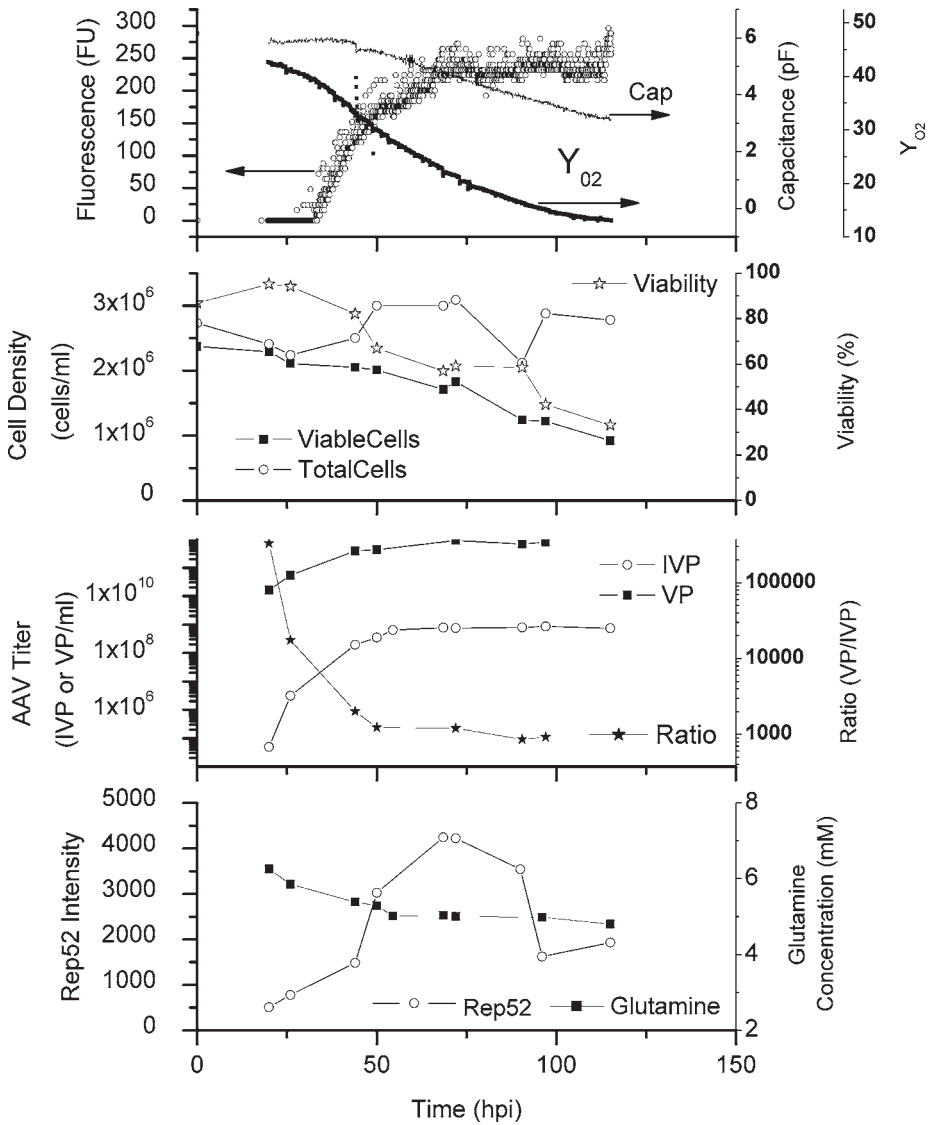 300
250
200
150
100
50
0
Fluorescence (FU)
6
4
2
0
Capacitance (pF)
50
40
30
20
10
Y_O2
Cap
Y_02
3x10^6
2x10^6
1x10^6
0
Cell Density
(cells/ml)
Viability
ViableCells
TotalCells
100
80
60
40
20
0
Viability (%)
1x10^10
1x10^8
1x10^6
AAV Titer
(IVP or VP/ml)
IVP
VP
Ratio
100000
10000
1000
Ratio (VP/IVP)
5000
4000
3000
2000
1000
0
Rep52 Intensity
Rep52
Glutamine
8
6
4
2
Glutamine
Concentration (mM)
0
50
100
150
Time (hpi)